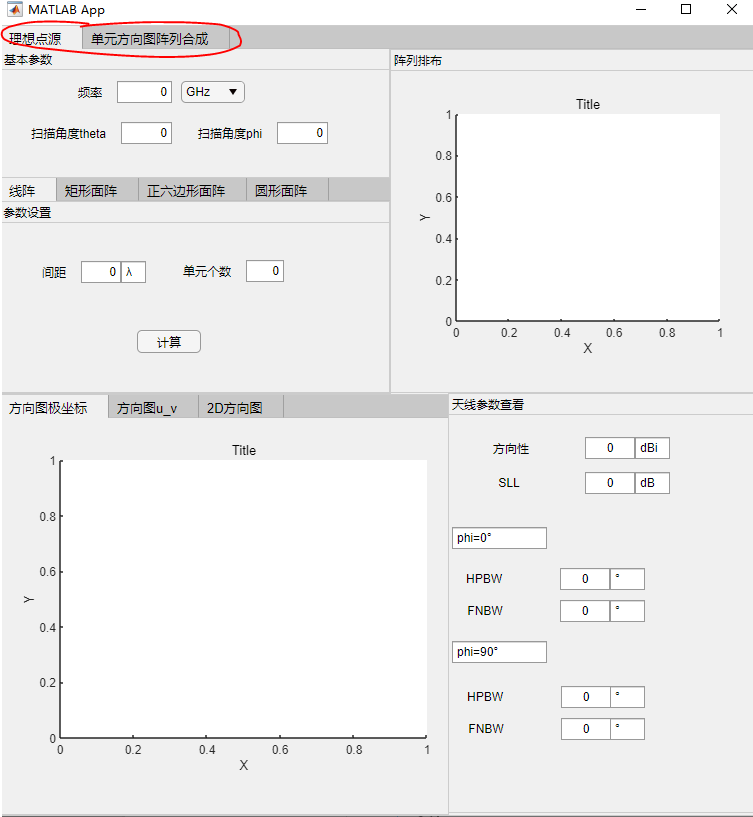 MATLAB App
理想点源 单元方向图阵列合成
基本参数
频率 0 GHz
扫描角度theta 0 扫描角度phi 0
线阵 矩形面阵 正六边形面阵 圆形面阵
参数设置
间距 0 λ 单元个数 0
计算
阵列排布
Title
1
0.8
0.6
0.4
0.2
0
Y
0 0.2 0.4 0.6 0.8 1
X
方向图极坐标 方向图u_v 2D方向图
Title
1
0.8
0.6
0.4
0.2
0
Y
0 0.2 0.4 0.6 0.8 1
X
天线参数查看
方向性 0 dBi
SLL 0 dB
phi=0°
HPBW 0 °
FNBW 0 °
phi=90°
HPBW 0 °
FNBW 0 °